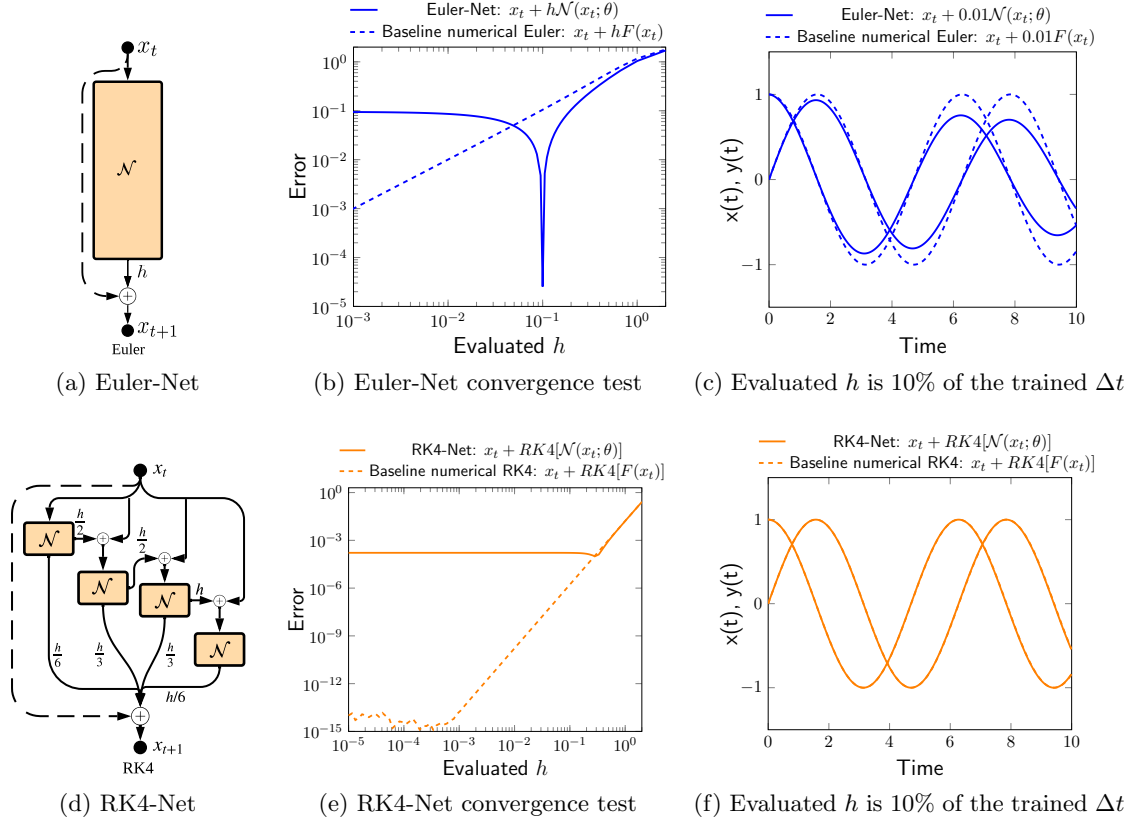 x_t
𝒩
h
+
x_{t+1}
Euler
(a) Euler-Net
Euler-Net: x_t + h𝒩(x_t; θ)
Baseline numerical Euler: x_t + hF(x_t)
10^0
10^{-1}
10^{-2}
10^{-3}
10^{-4}
10^{-5}
Error
10^{-3} 10^{-2} 10^{-1} 10^0
Evaluated h
(b) Euler-Net convergence test
Euler-Net: x_t + 0.01𝒩(x_t; θ)
Baseline numerical Euler: x_t + 0.01F(x_t)
1
0
−1
x(t), y(t)
0 2 4 6 8 10
Time
(c) Evaluated h is 10% of the trained Δt
x_t
𝒩
h/2
+
𝒩
h/2
+
𝒩
h
+
𝒩
h/6
h/3
h/3
h/6
+
x_{t+1}
RK4
(d) RK4-Net
RK4-Net: x_t + RK4[𝒩(x_t; θ)]
Baseline numerical RK4: x_t + RK4[F(x_t)]
10^0
10^{-3}
10^{-6}
10^{-9}
10^{-12}
10^{-15}
Error
10^{-5} 10^{-4} 10^{-3} 10^{-2} 10^{-1} 10^0
Evaluated h
(e) RK4-Net convergence test
RK4-Net: x_t + RK4[𝒩(x_t; θ)]
Baseline numerical RK4: x_t + RK4[F(x_t)]
1
0
−1
x(t), y(t)
0 2 4 6 8 10
Time
(f) Evaluated h is 10% of the trained Δt